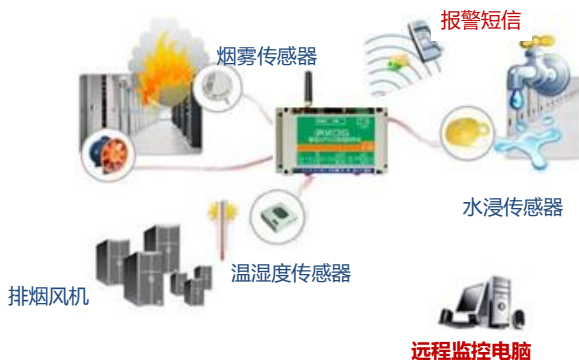 报警短信
烟雾传感器
水浸传感器
温湿度传感器
排烟风机
远程监控电脑